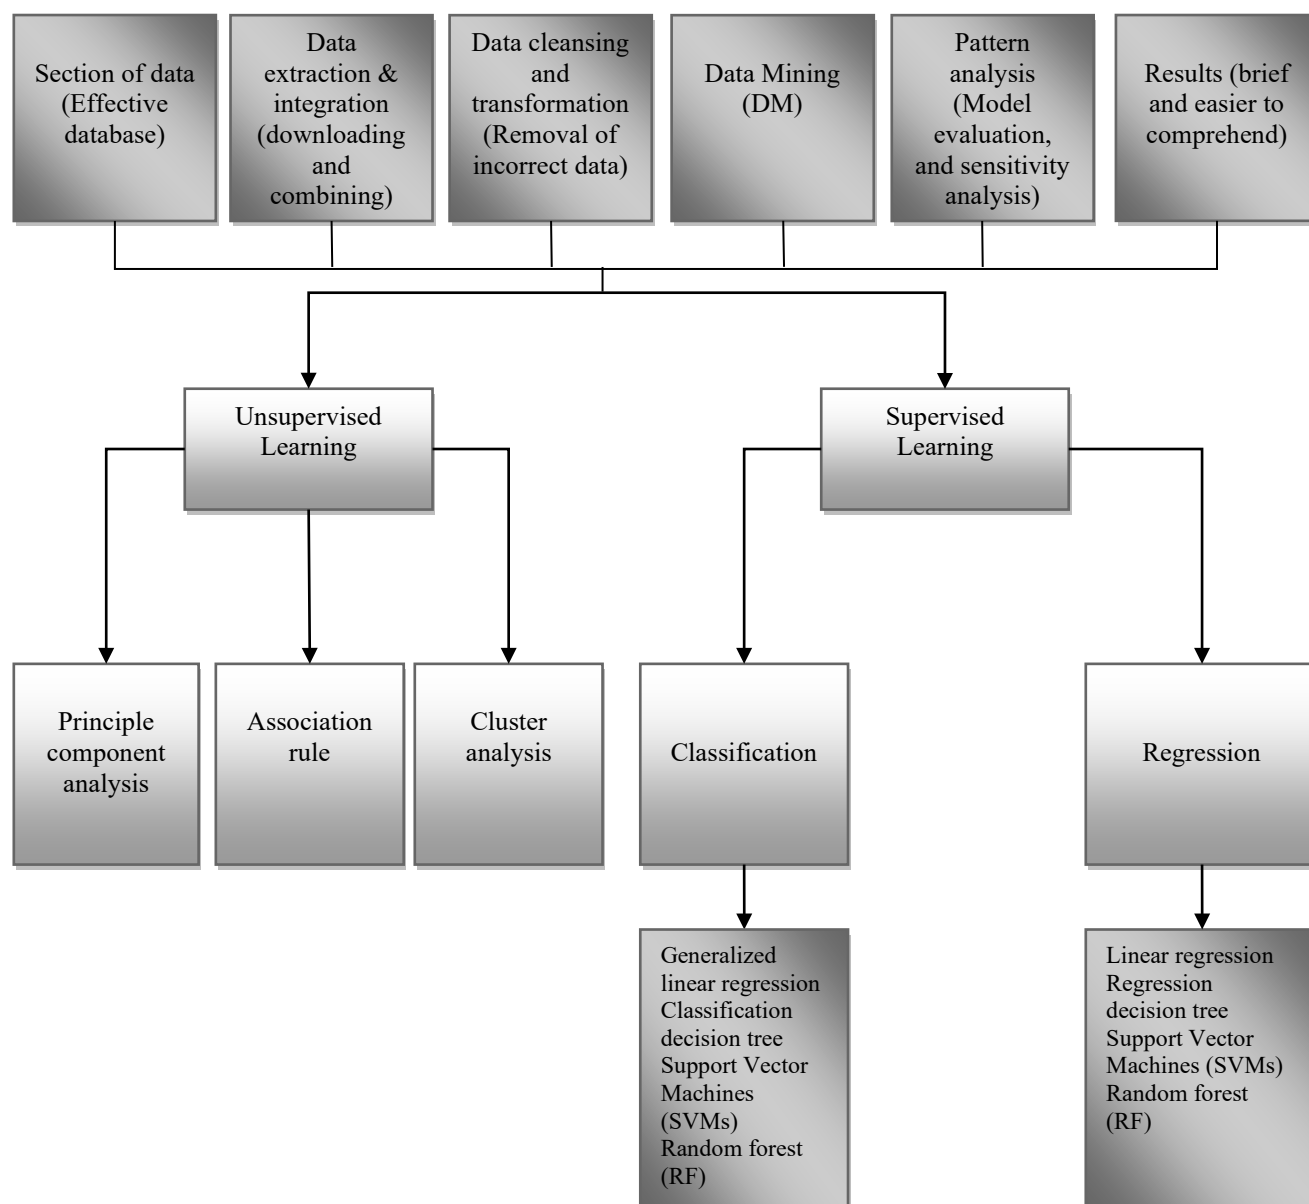 Section of data
(Effective
database)
Data
extraction &
integration
(downloading
and
combining)
Data cleansing
and
transformation
(Removal of
incorrect data)
Data Mining
(DM)
Pattern
analysis
(Model
evaluation,
and sensitivity
analysis)
Results (brief
and easier to
comprehend)
Unsupervised
Learning
Supervised
Learning
Principle
component
analysis
Association
rule
Cluster
analysis
Classification
Regression
Generalized
linear regression
Classification
decision tree
Support Vector
Machines
(SVMs)
Random forest
(RF)
Linear regression
Regression
decision tree
Support Vector
Machines (SVMs)
Random forest
(RF)